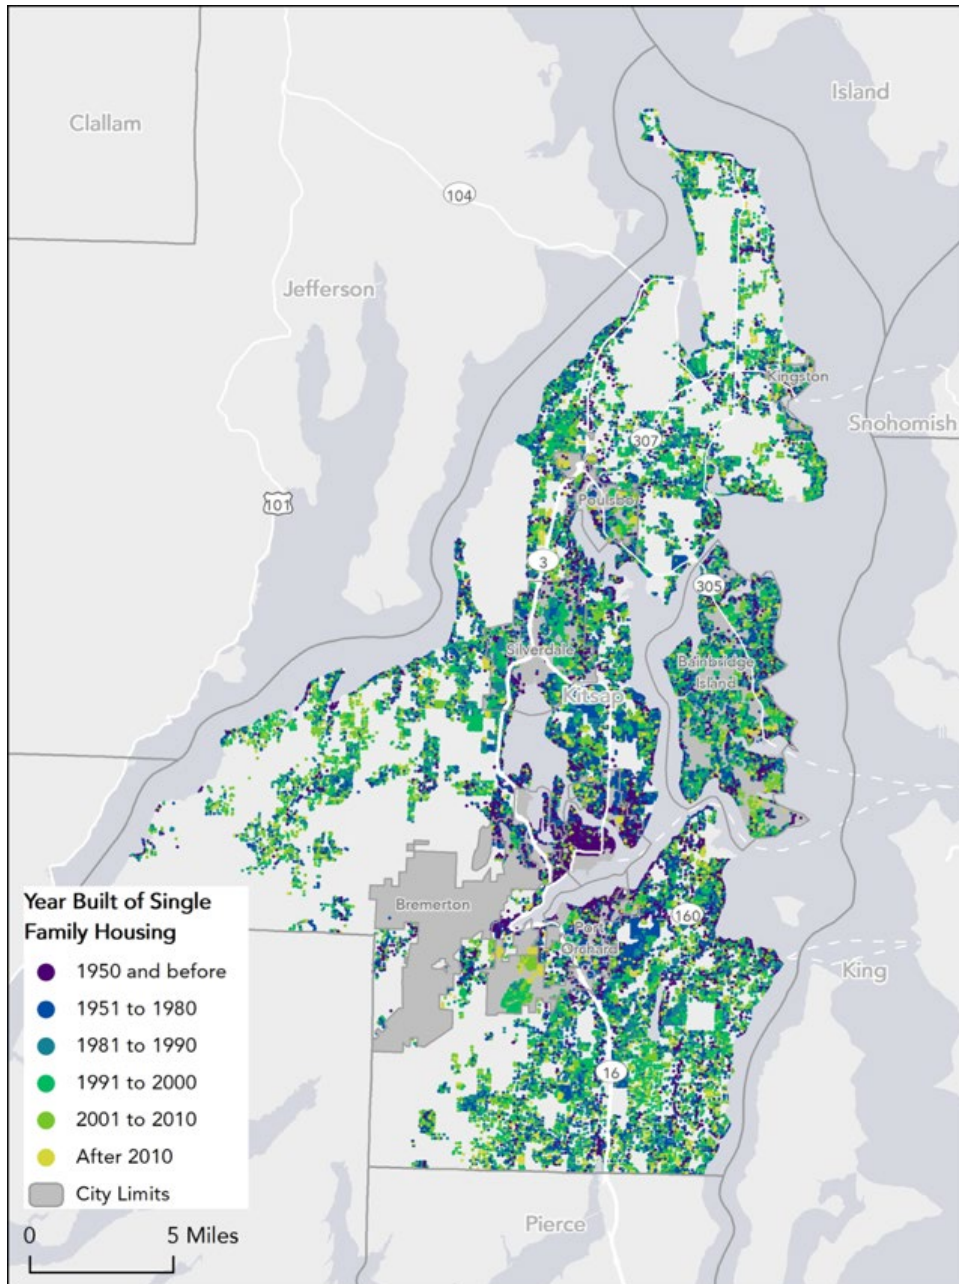 Island
Clallam
104
Jefferson
Kingston
Snohomish
307
101
Poulsbo
3
305
Silverdale
Bainbridge
Island
Kitsap
Bremerton
160
Port
Orchard
King
16
Pierce
Year Built of Single
Family Housing
1950 and before
1951 to 1980
1981 to 1990
1991 to 2000
2001 to 2010
After 2010
City Limits
0 5 Miles